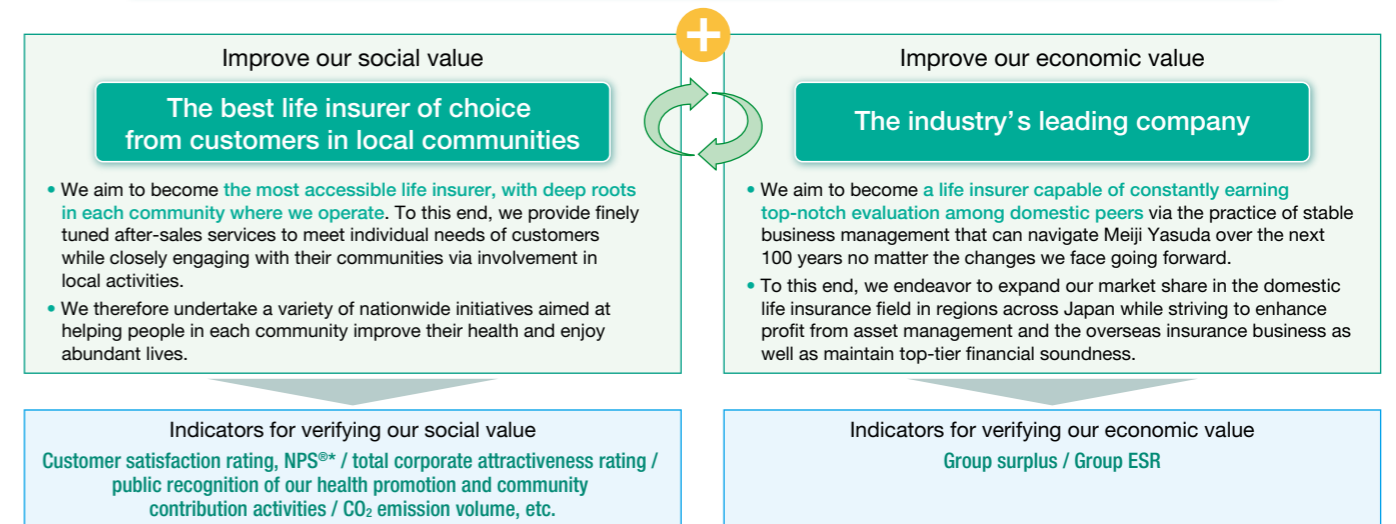 Improve our social value
The best life insurer of choice
from customers in local communities
• We aim to become the most accessible life insurer, with deep roots
in each community where we operate. To this end, we provide finely
tuned after-sales services to meet individual needs of customers
while closely engaging with their communities via involvement in
local activities.
• We therefore undertake a variety of nationwide initiatives aimed at
helping people in each community improve their health and enjoy
abundant lives.
Indicators for verifying our social value
Customer satisfaction rating, NPS®* / total corporate attractiveness rating /
public recognition of our health promotion and community
contribution activities / CO₂ emission volume, etc.
+
Improve our economic value
The industry's leading company
• We aim to become a life insurer capable of constantly earning
top-notch evaluation among domestic peers via the practice of stable
business management that can navigate Meiji Yasuda over the next
100 years no matter the changes we face going forward.
• To this end, we endeavor to expand our market share in the domestic
life insurance field in regions across Japan while striving to enhance
profit from asset management and the overseas insurance business as
well as maintain top-tier financial soundness.
Indicators for verifying our economic value
Group surplus / Group ESR